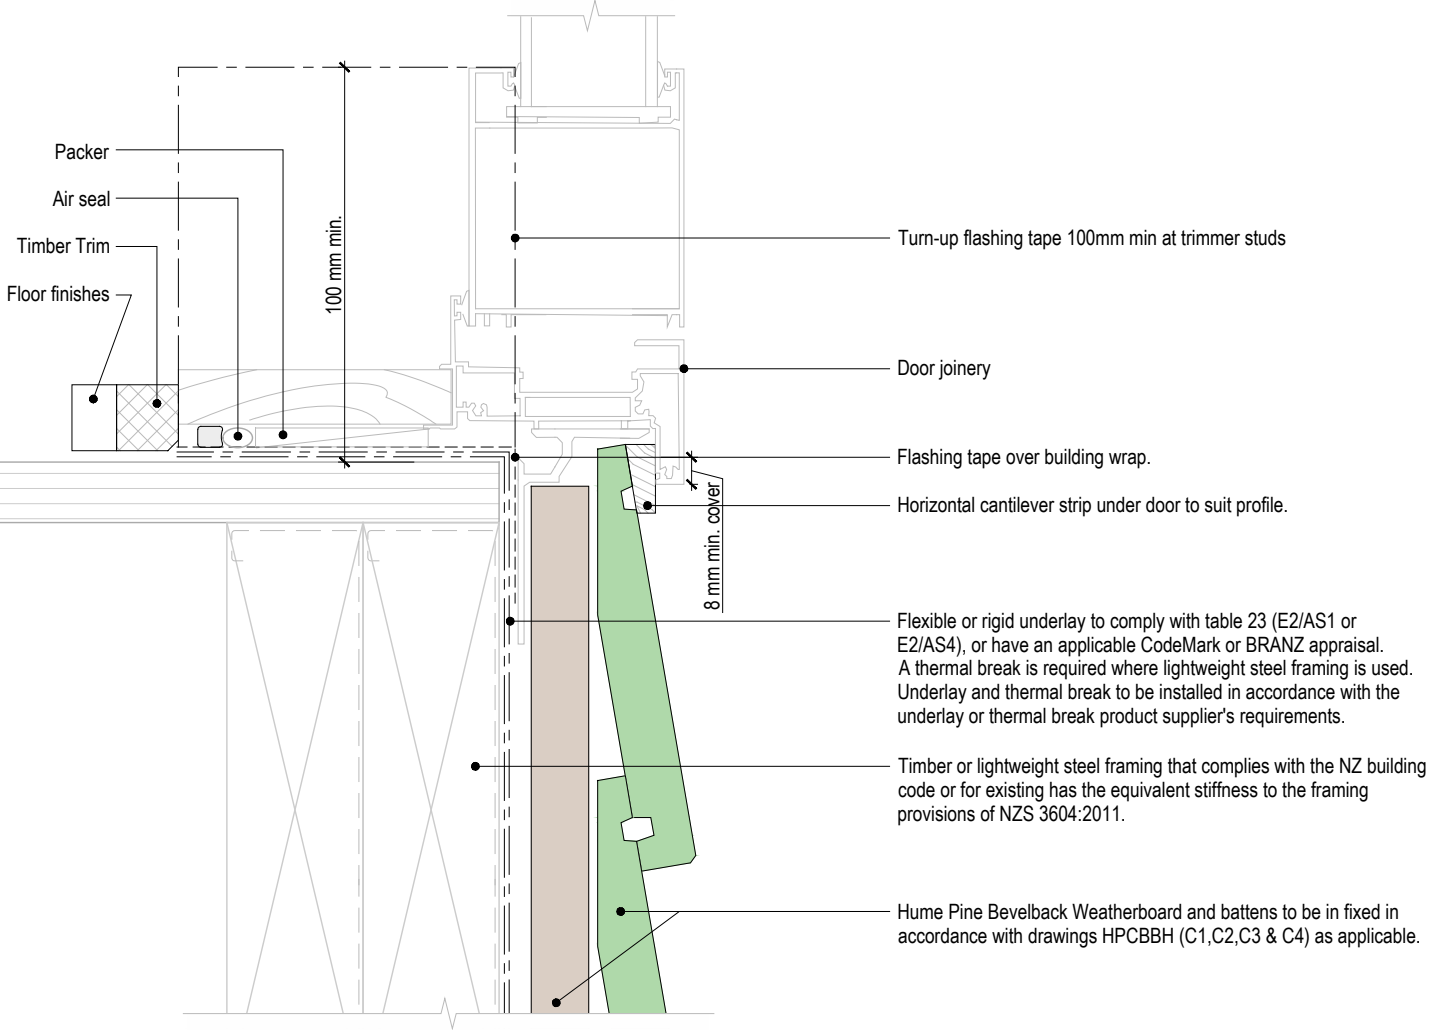 Packer
Air seal
Timber Trim
Floor finishes
100 mm min.
Turn-up flashing tape 100mm min at trimmer studs
Door joinery
Flashing tape over building wrap.
8 mm min. cover
Horizontal cantilever strip under door to suit profile.
Flexible or rigid underlay to comply with table 23 (E2/AS1 or
E2/AS4), or have an applicable CodeMark or BRANZ appraisal.
A thermal break is required where lightweight steel framing is used.
Underlay and thermal break to be installed in accordance with the
underlay or thermal break product supplier's requirements.
Timber or lightweight steel framing that complies with the NZ building
code or for existing has the equivalent stiffness to the framing
provisions of NZS 3604:2011.
Hume Pine Bevelback Weatherboard and battens to be in fixed in
accordance with drawings HPCBBH (C1,C2,C3 & C4) as applicable.